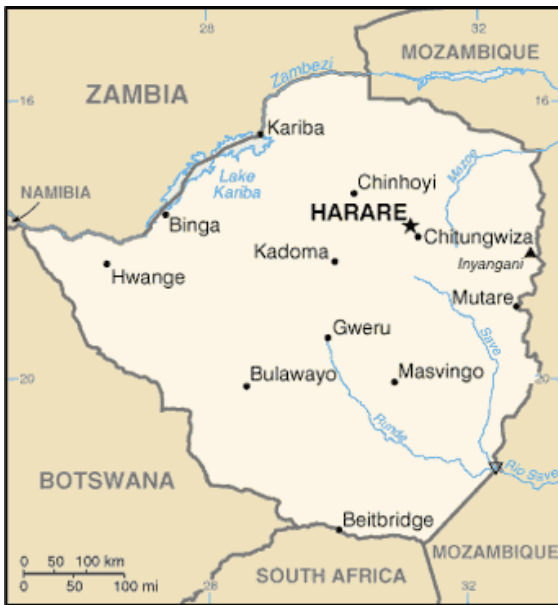 28
32
MOZAMBIQUE
Zambezi
ZAMBIA
16
16
Kariba
Lake
Kariba
Mazoe
Chinhoyi
NAMIBIA
HARARE
Binga
Chitungwiza
Kadoma
Inyangani
Hwange
Mutare
Gweru
Save
Bulawayo
Masvingo
20
20
Runde
Rio Save
BOTSWANA
Beitbridge
0 50 100 km
0 50 100 mi
MOZAMBIQUE
SOUTH AFRICA
28
32